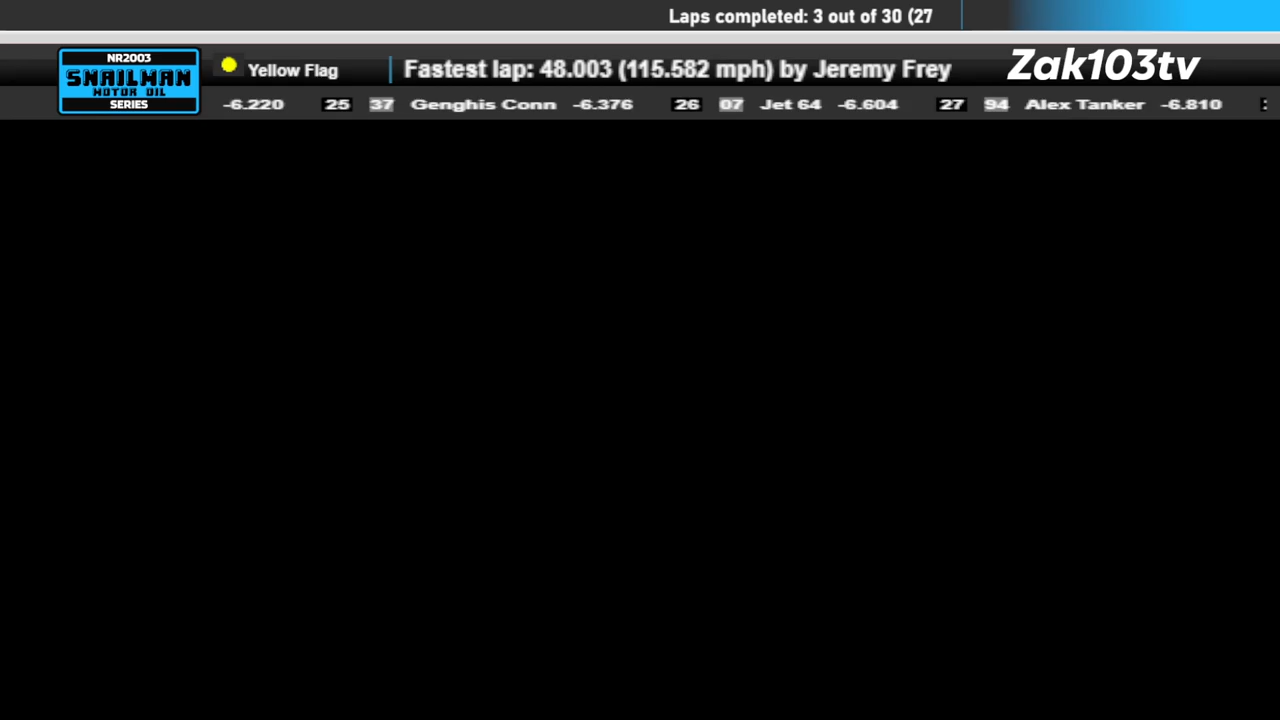 Laps completed: 3 out of 30 (27
NR2003
SNAILMAN
MOTOR OIL
SERIES
Yellow Flag
Fastest lap: 48.003 (115.582 mph) by Jeremy Frey
Zak103tv
-6.220 25 37 Genghis Conn -6.376 26 07 Jet 64 -6.604 27 94 Alex Tanker -6.810